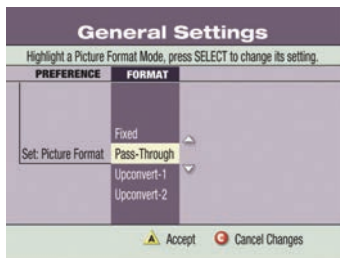 General Settings
Highlight a Picture Format Mode, press SELECT to change its setting.
PREFERENCE FORMAT
Fixed
Set: Picture Format Pass-Through
Upconvert-1
Upconvert-2
A Accept C Cancel Changes